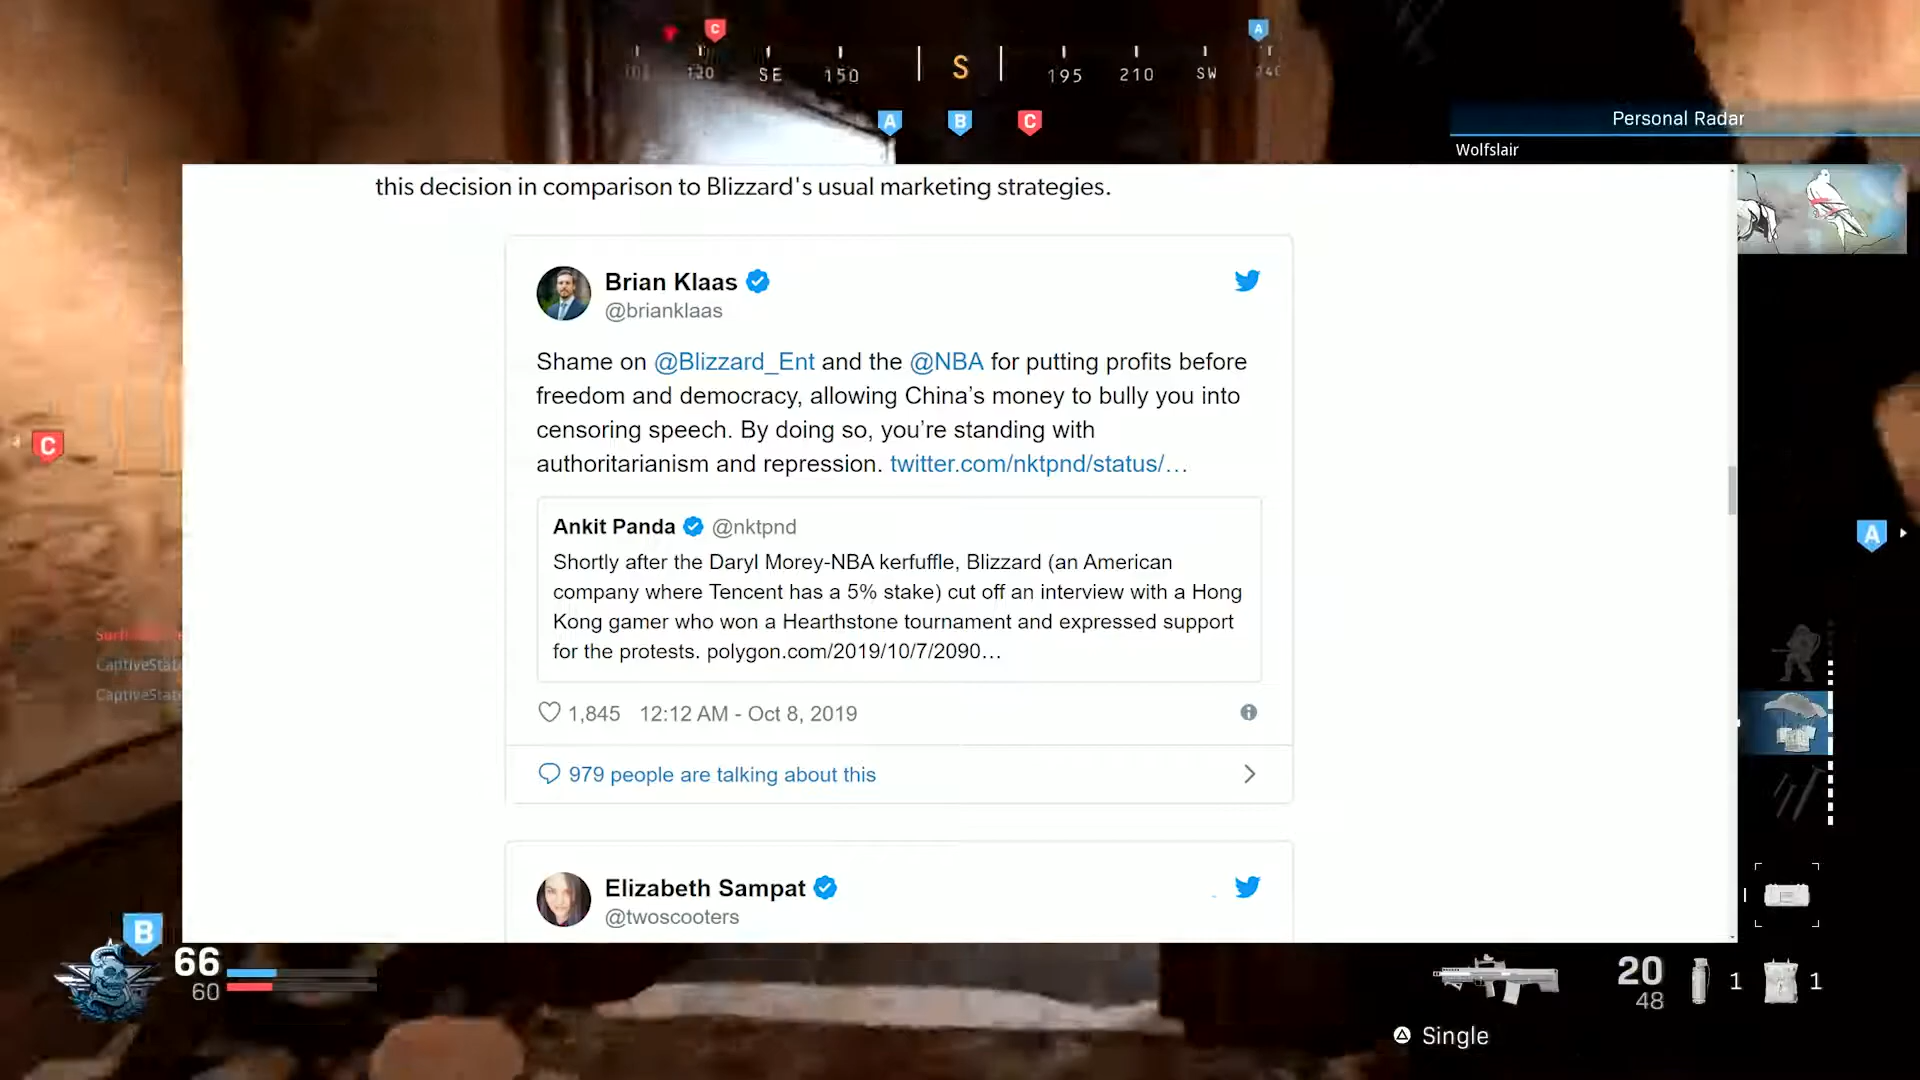 C
A
120 SE 150 S 195 210 SW 240
A B C
Personal Radar
Wolfslair
this decision in comparison to Blizzard's usual marketing strategies.
Brian Klaas
@brianklaas
Shame on @Blizzard_Ent and the @NBA for putting profits before
freedom and democracy, allowing China’s money to bully you into
censoring speech. By doing so, you’re standing with
authoritarianism and repression. twitter.com/nktpnd/status/…
C
Ankit Panda @nktpnd
Shortly after the Daryl Morey-NBA kerfuffle, Blizzard (an American
company where Tencent has a 5% stake) cut off an interview with a Hong
Kong gamer who won a Hearthstone tournament and expressed support
for the protests. polygon.com/2019/10/7/2090…
A
CaptiveStat
CaptiveStat
1,845 12:12 AM - Oct 8, 2019
979 people are talking about this
Elizabeth Sampat
@twoscooters
B
66
60
20
48
1
1
Single